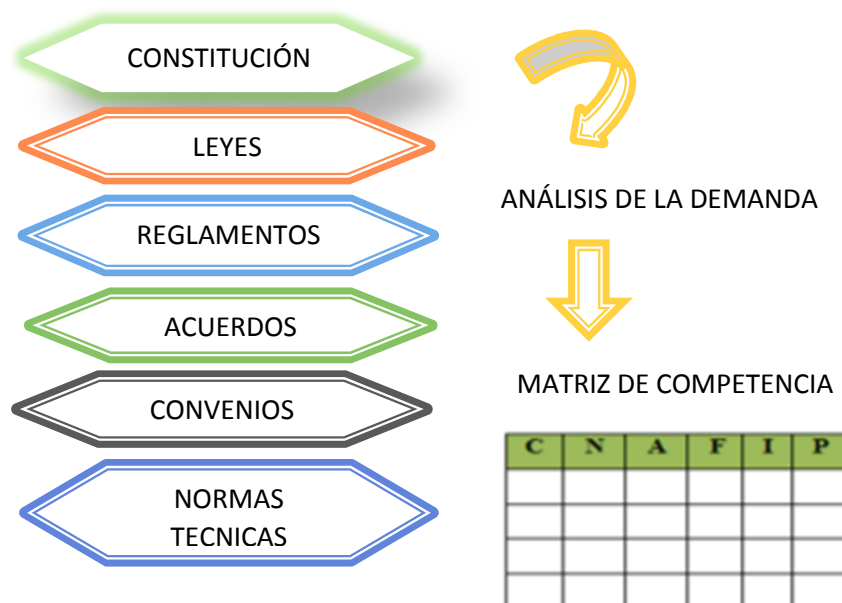 CONSTITUCIÓN
LEYES
REGLAMENTOS
ACUERDOS
CONVENIOS
NORMAS
TECNICAS
ANÁLISIS DE LA DEMANDA
MATRIZ DE COMPETENCIA
C N A F I P